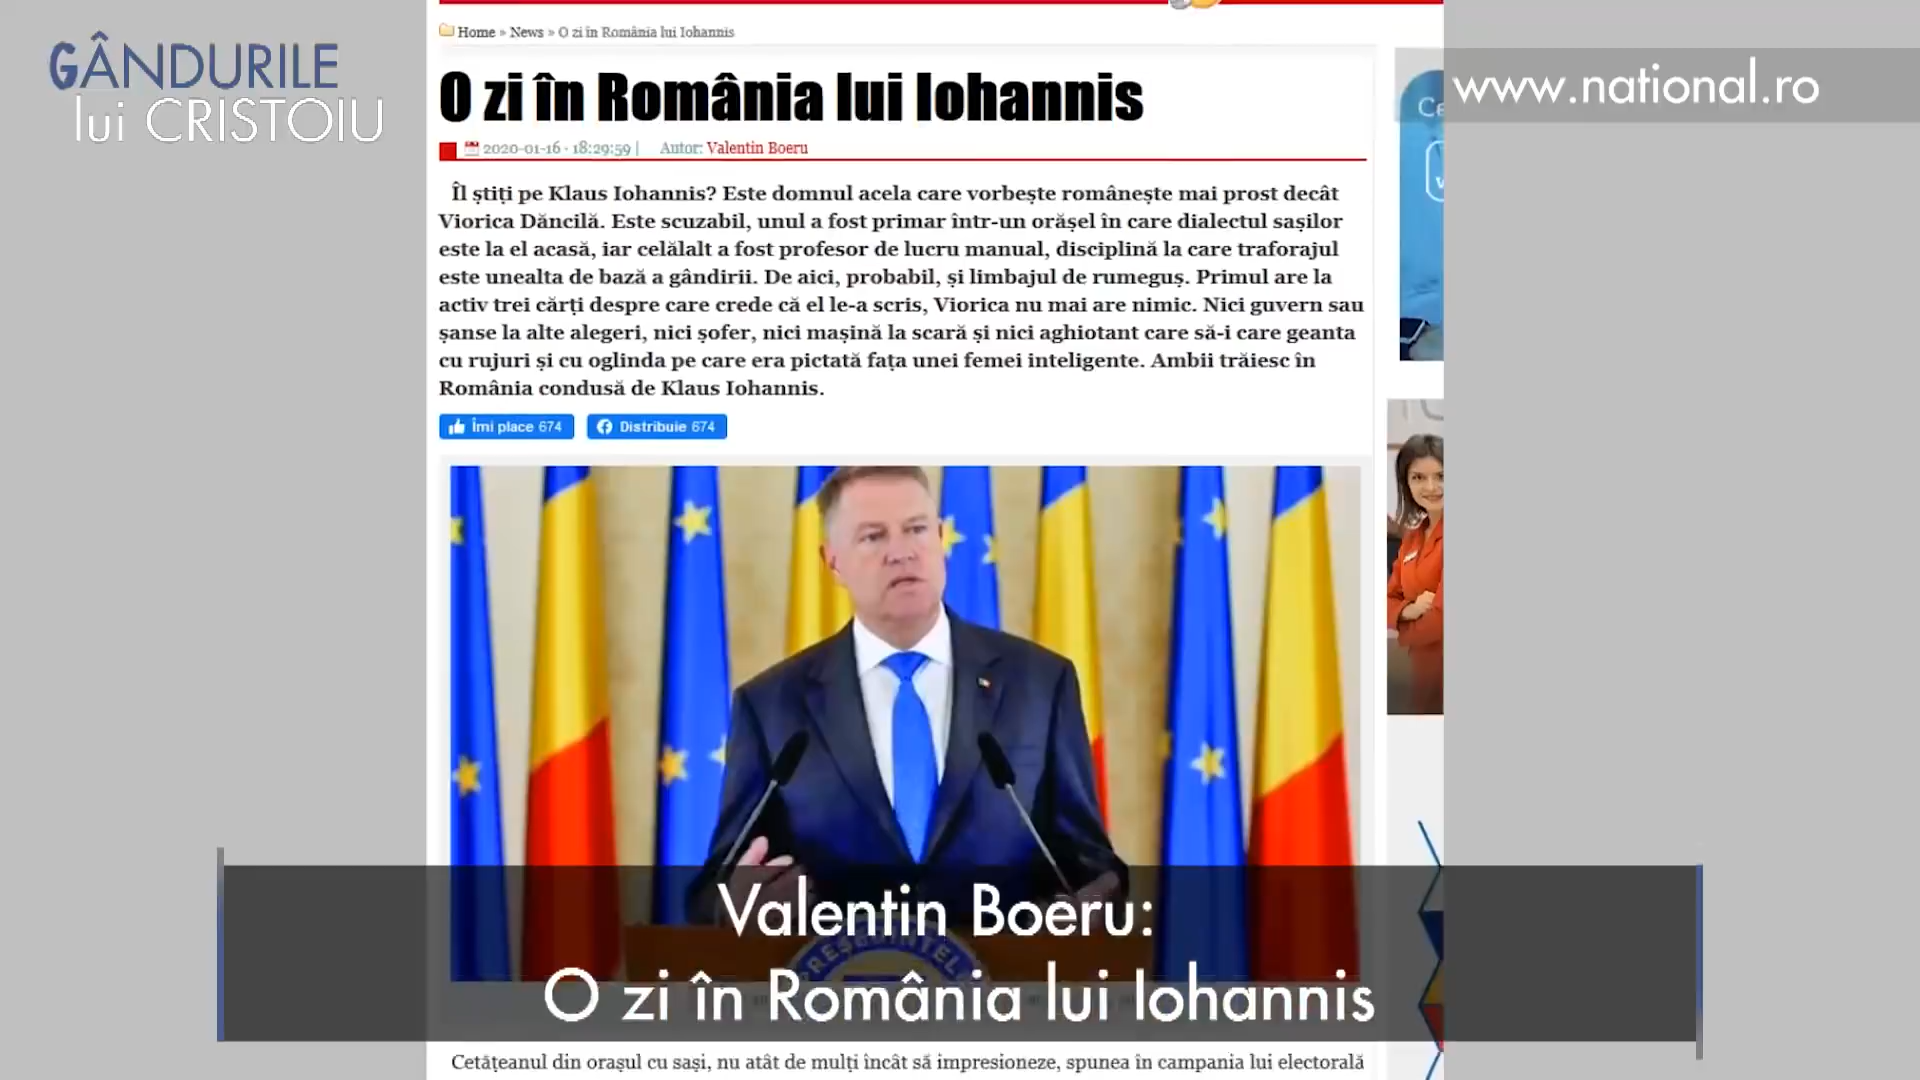 GÂNDURILE
lui CRISTOIU
Home » News » O zi în România lui Iohannis
O zi în România lui Iohannis
www.national.ro
2020-01-16 - 18:29:59 | Autor: Valentin Boeru
Îl știți pe Klaus Iohannis? Este domnul acela care vorbește românește mai prost decât
Viorica Dăncilă. Este scuzabil, unul a fost primar într-un orășel în care dialectul sașilor
este la el acasă, iar celălalt a fost profesor de lucru manual, disciplină la care traforajul
este unealta de bază a gândirii. De aici, probabil, și limbajul de rumeguș. Primul are la
activ trei cărți despre care crede că el le-a scris, Viorica nu mai are nimic. Nici guvern sau
șanse la alte alegeri, nici șofer, nici mașină la scară și nici aghiotant care să-i care geanta
cu rujuri și cu oglinda pe care era pictată fața unei femei inteligente. Ambii trăiesc în
România condusă de Klaus Iohannis.
Îmi place 674 Distribuie 674
Valentin Boeru:
O zi în România lui Iohannis
Cetățeanul din orașul cu sași, nu atât de mulți încât să impresioneze, spunea în campania lui electorală